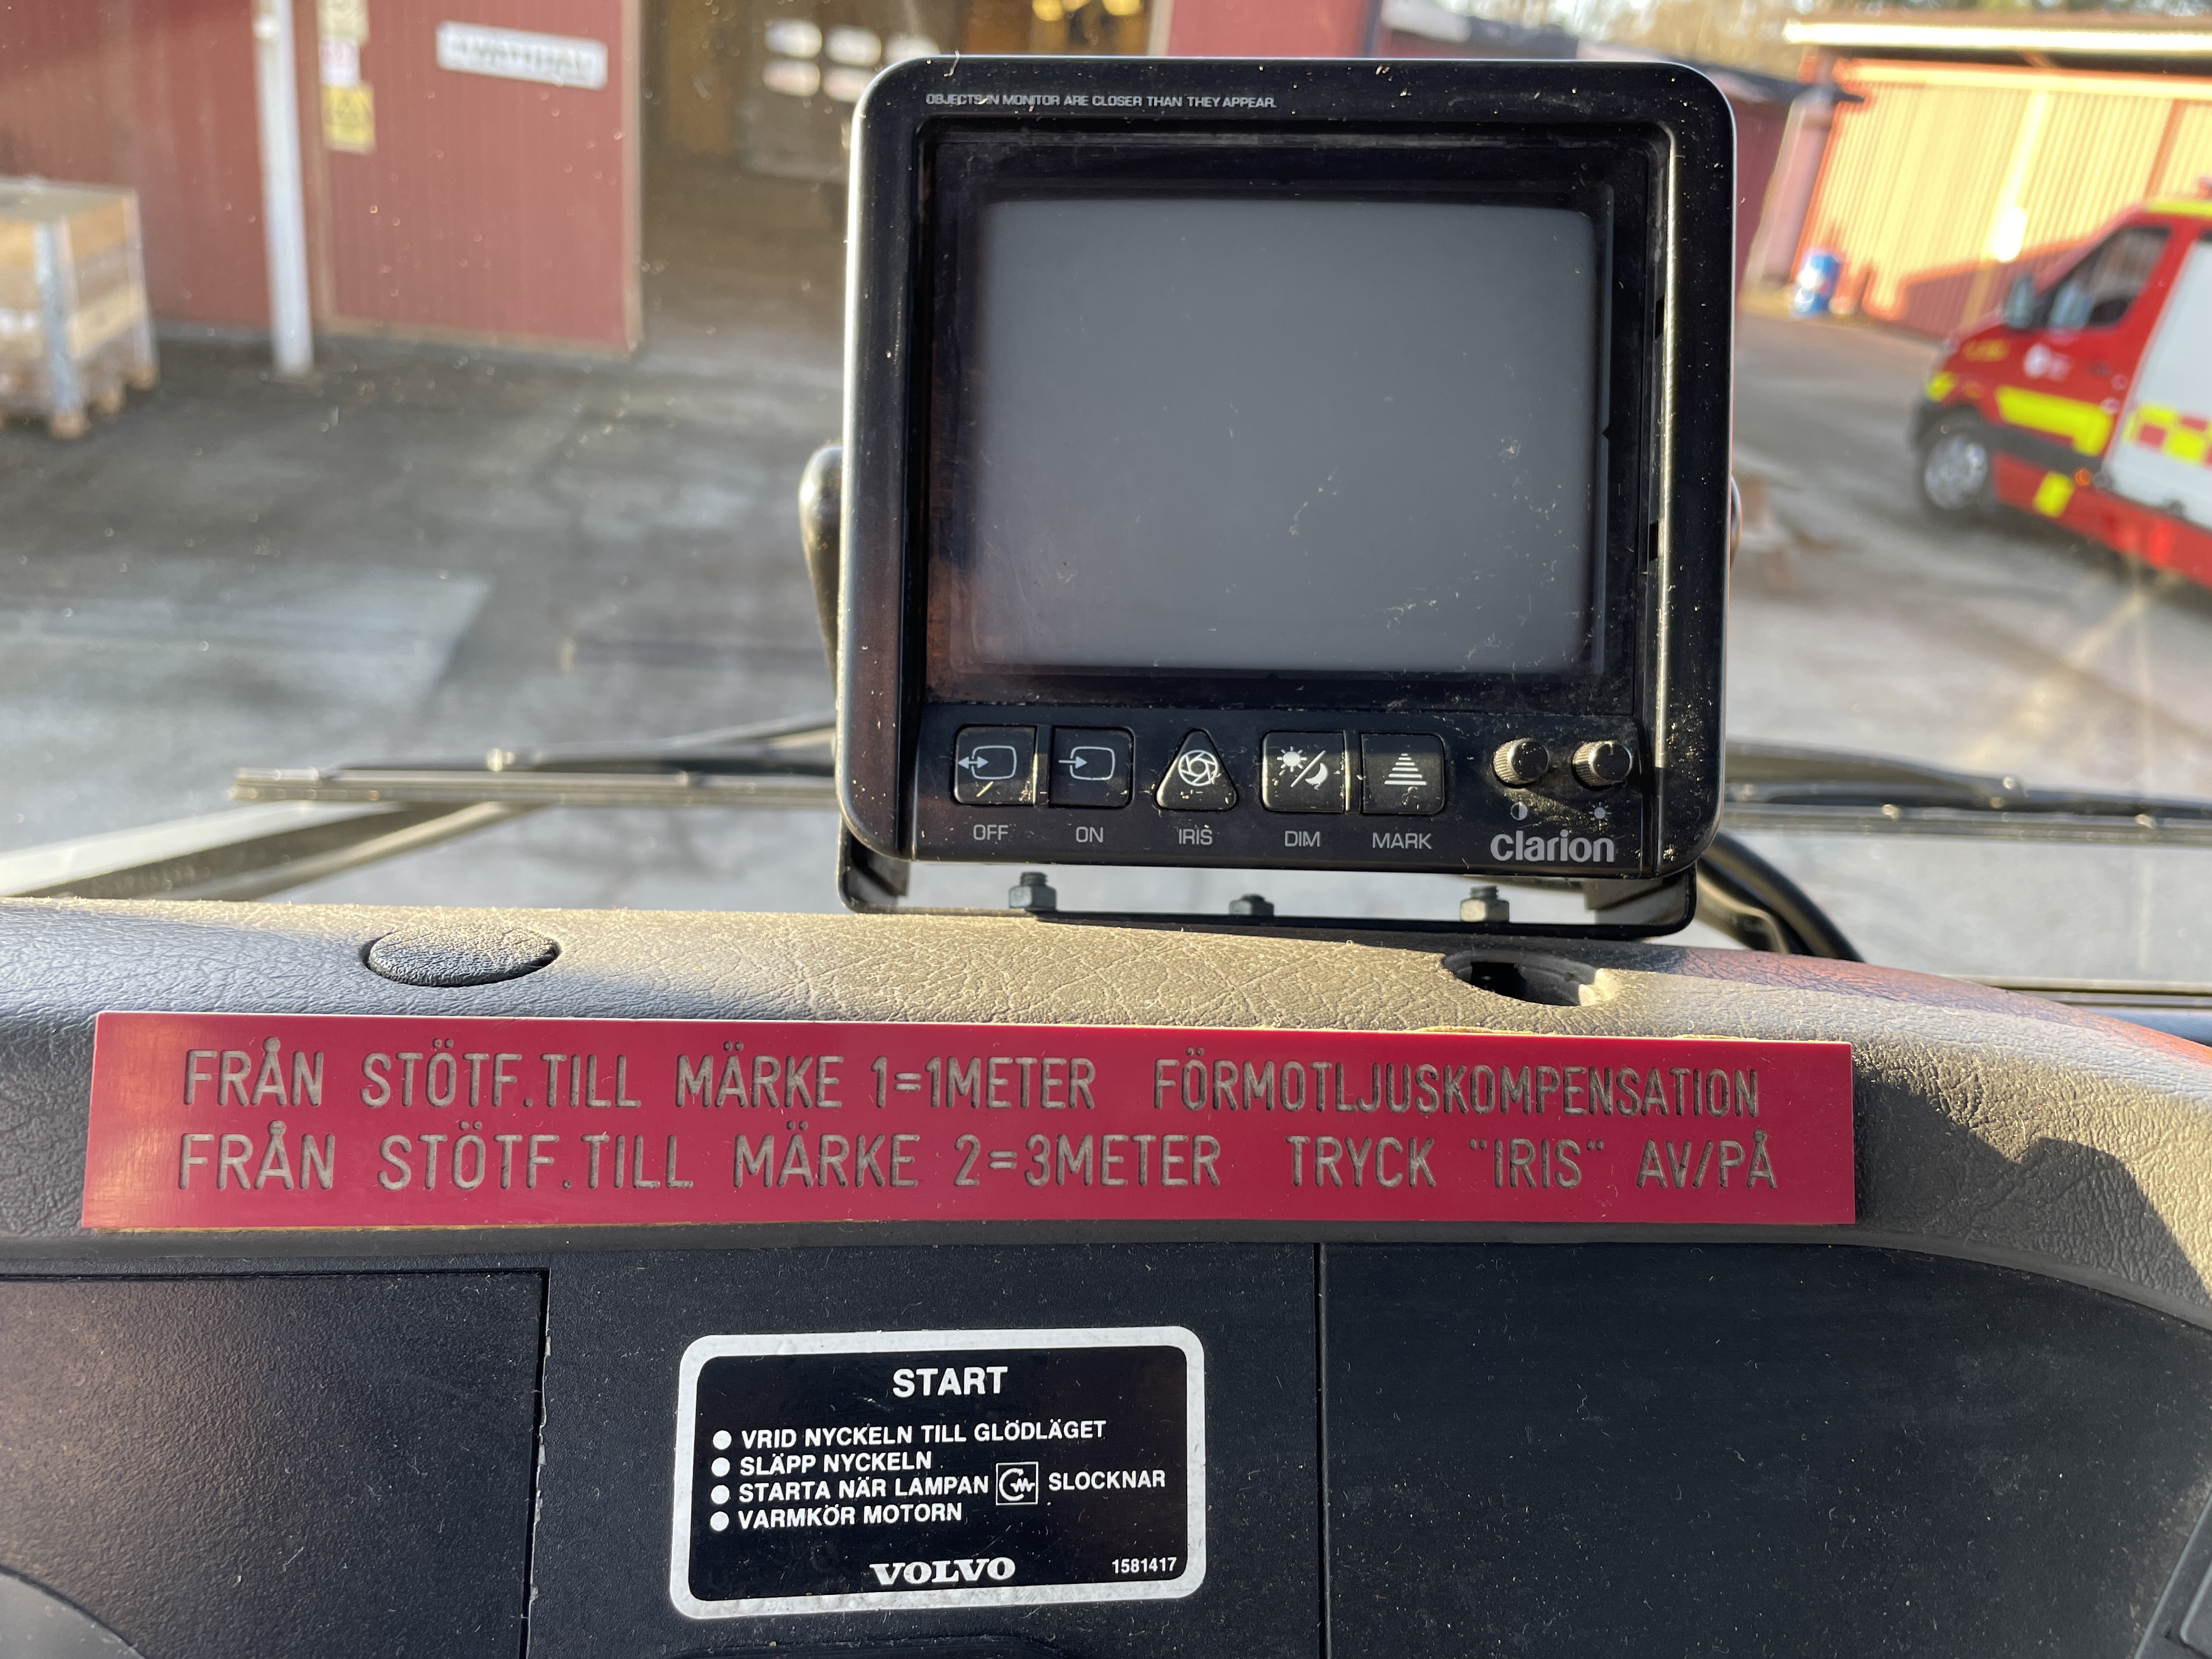 OBJECTS IN MONITOR ARE CLOSER THAN THEY APPEAR.
OFF ON IRIS DIM MARK
clarion
FRÅN STÖTF.TILL MÄRKE 1=1METER FÖRMOTLJUSKOMPENSATION
FRÅN STÖTF.TILL MÄRKE 2=3METER TRYCK "IRIS" AV/PÅ
START
VRID NYCKELN TILL GLÖDLÄGET
SLÄPP NYCKELN
STARTA NÄR LAMPAN SLOCKNAR
VARMKÖR MOTORN
VOLVO 1581417